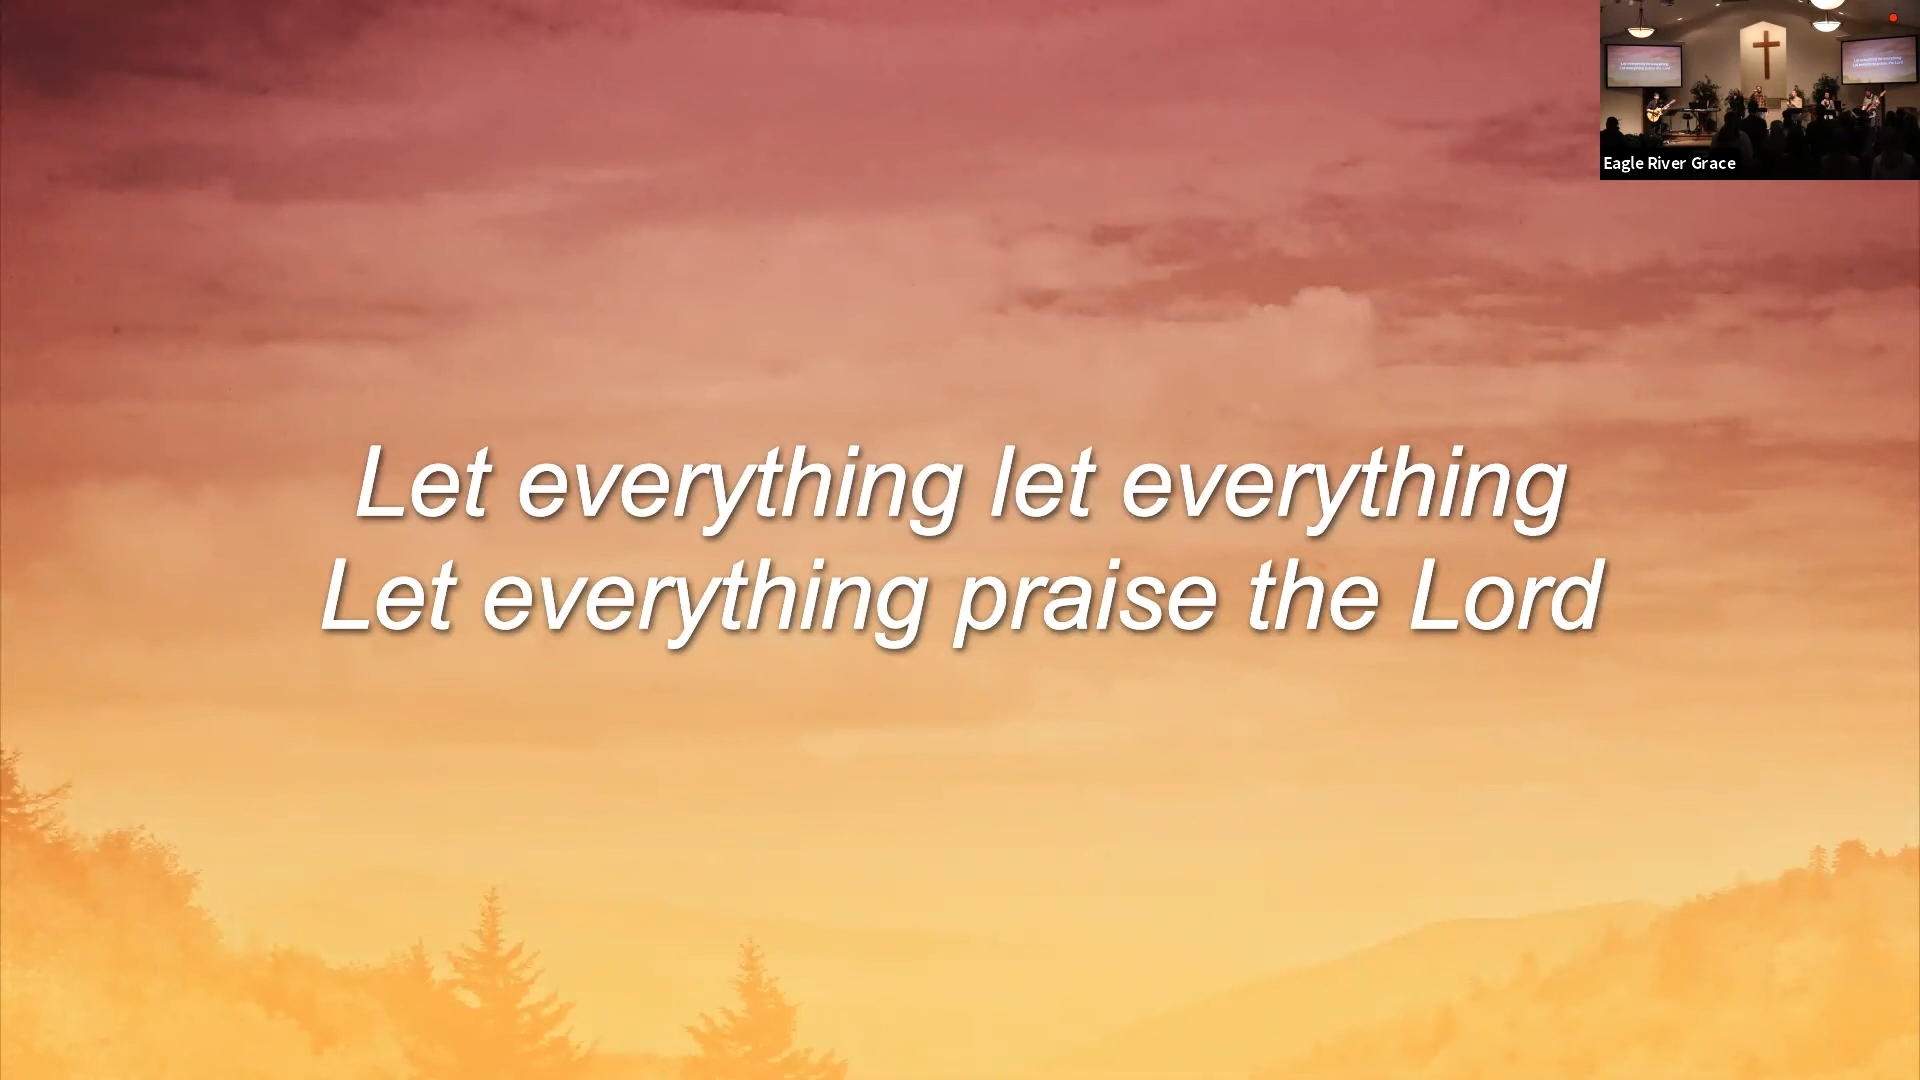 Let everything let everything
Let everything praise the Lord
Eagle River Grace